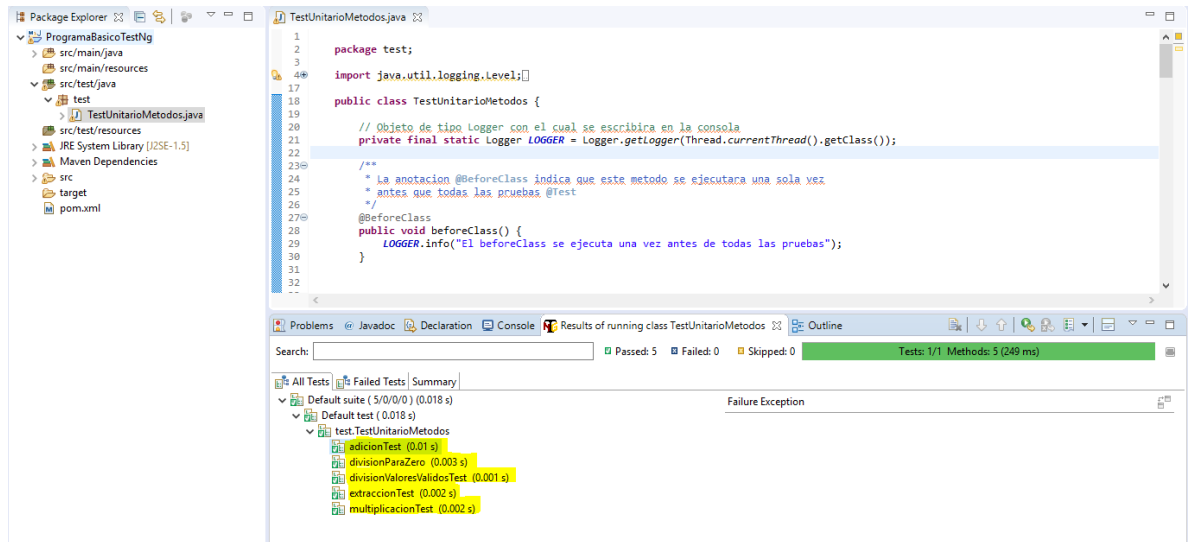 Package Explorer
ProgramaBasicoTestNg
src/main/java
src/main/resources
src/test/java
test
TestUnitarioMetodos.java
src/test/resources
JRE System Library [J2SE-1.5]
Maven Dependencies
src
target
pom.xml
TestUnitarioMetodos.java
1
2 package test;
3
4 import java.util.logging.Level;
17
18 public class TestUnitarioMetodos {
19
20 // Objeto de tipo Logger con el cual se escribira en la consola
21 private final static Logger LOGGER = Logger.getLogger(Thread.currentThread().getClass());
22
23 /**
24 * La anotacion @BeforeClass indica que este metodo se ejecutara una sola vez
25 * antes que todas las pruebas @Test
26 */
27 @BeforeClass
28 public void beforeClass() {
29 LOGGER.info("El beforeClass se ejecuta una vez antes de todas las pruebas");
30 }
31
32
Problems @ Javadoc Declaration Console Results of running class TestUnitarioMetodos Outline
Search: Passed: 5 Failed: 0 Skipped: 0 Tests: 1/1 Methods: 5 (249 ms)
All Tests Failed Tests Summary
Default suite ( 5/0/0/0 ) (0.018 s)
Failure Exception
Default test ( 0.018 s)
test.TestUnitarioMetodos
adicionTest (0.01 s)
divisionParaZero (0.003 s)
divisionValoresValidosTest (0.001 s)
extraccionTest (0.002 s)
multiplicacionTest (0.002 s)